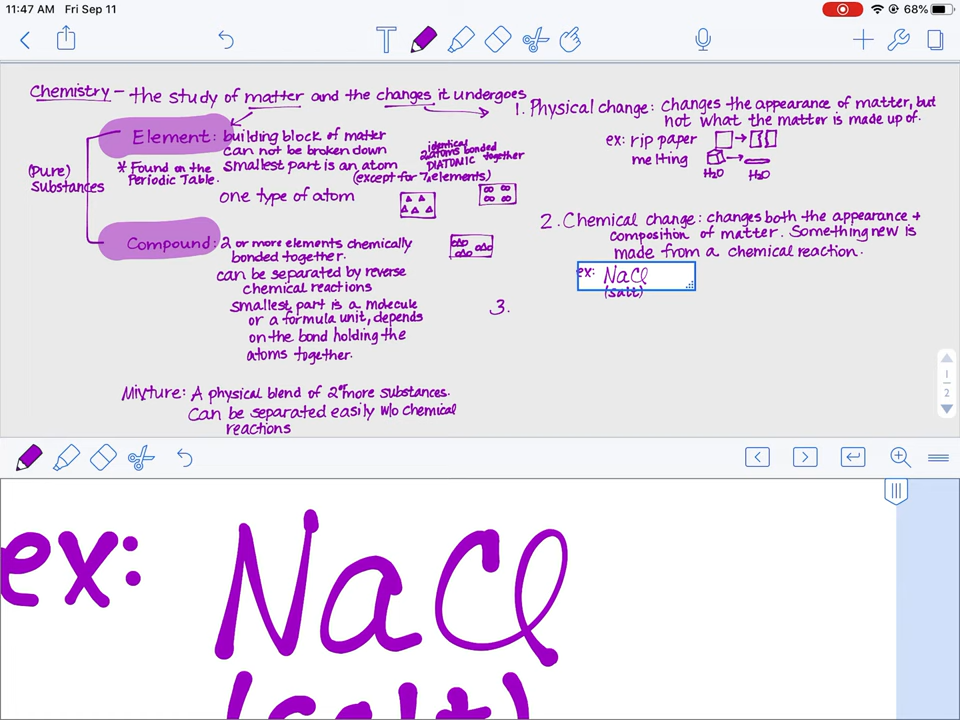 11:47 AM Fri Sep 11
68%
T
Chemistry – the study of matter and the changes it undergoes
Element: building block of matter
can not be broken down
smallest part is an atom
(except for 7 elements)
identical
2 atoms bonded together
DIATONIC
* Found on the
Periodic Table.
one type of atom
(Pure)
Substances
Compound: 2 or more elements chemically
bonded together.
can be separated by reverse
chemical reactions
smallest part is a molecule
or a formula unit, depends
on the bond holding the
atoms together.
Mixture: A physical blend of 2 or more substances.
Can be separated easily w/o chemical
reactions
1. Physical change: changes the appearance of matter, but
not what the matter is made up of.
ex: rip paper
melting
H2O
H2O
2. Chemical change: changes both the appearance +
composition of matter. Something new is
made from a chemical reaction.
ex: NaCl
(salt)
3.
1
2
ex: NaCl
(salt)